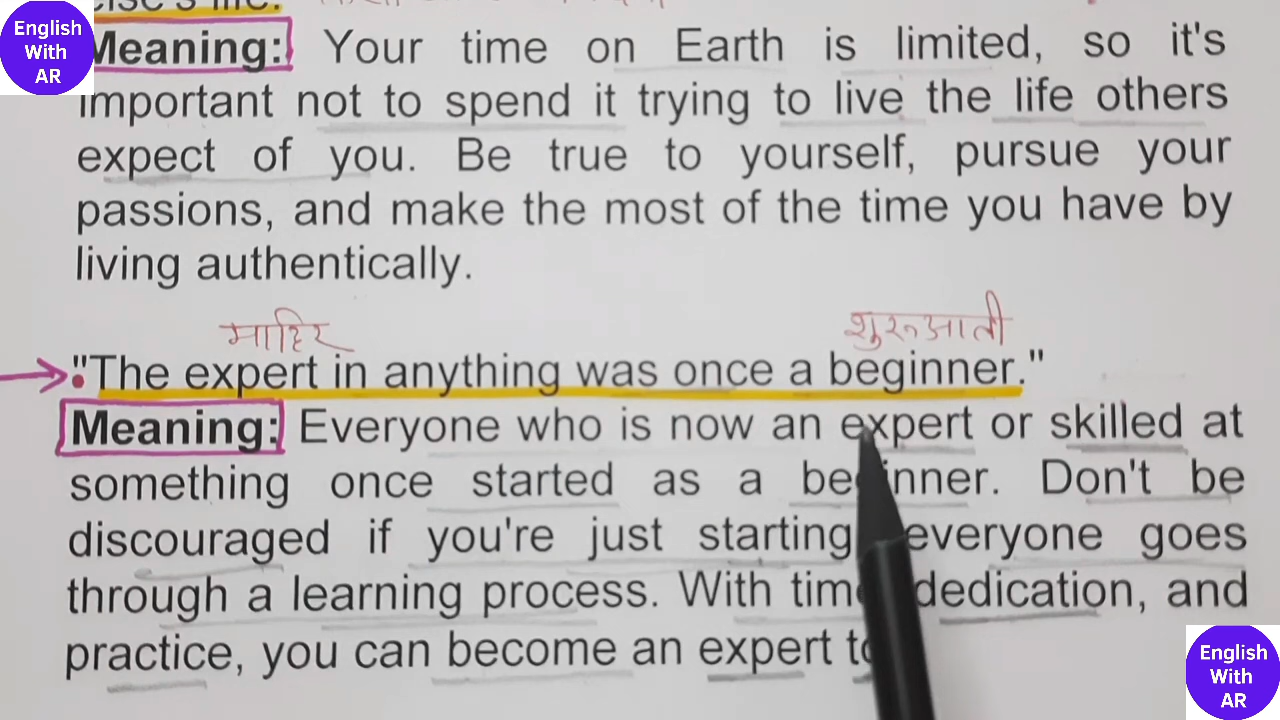 English
With
AR
else's life.
Meaning: Your time on Earth is limited, so it's
important not to spend it trying to live the life others
expect of you. Be true to yourself, pursue your
passions, and make the most of the time you have by
living authentically.
माहिर शुरूआती
"The expert in anything was once a beginner."
Meaning: Everyone who is now an expert or skilled at
something once started as a beginner. Don't be
discouraged if you're just starting everyone goes
through a learning process. With time dedication, and
practice, you can become an expert
English
With
AR